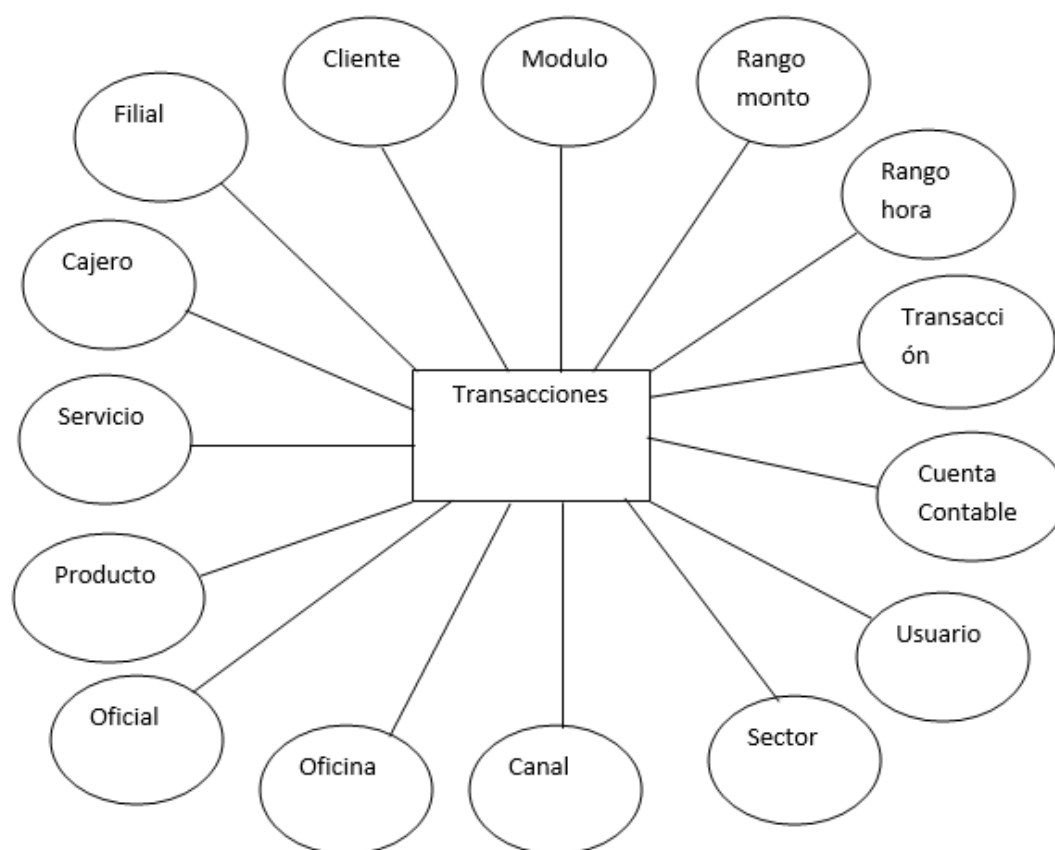 Cliente
Modulo
Rango
monto
Filial
Rango
hora
Cajero
Transacci
ón
Transacciones
Servicio
Cuenta
Contable
Producto
Usuario
Oficial
Sector
Oficina
Canal